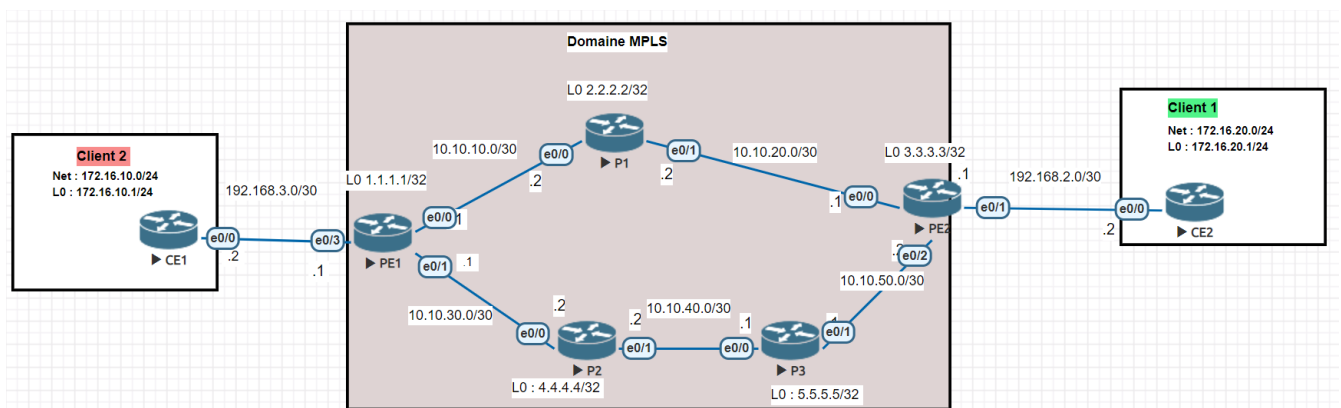 Domaine MPLS
L0 2.2.2.2/32
10.10.10.0/30
e0/0
.2
P1
e0/1
.2
10.10.20.0/30
Client 2
Net : 172.16.10.0/24
L0 : 172.16.10.1/24
192.168.3.0/30
CE1
e0/0
.2
e0/3
.1
L0 1.1.1.1/32
e0/0
.1
PE1
e0/1
.1
L0 3.3.3.3/32
.1
e0/0
.1
PE2
e0/1
192.168.2.0/30
e0/2
.2
10.10.50.0/30
Client 1
Net : 172.16.20.0/24
L0 : 172.16.20.1/24
e0/0
.2
CE2
10.10.30.0/30
.2
e0/0
P2
.2
e0/1
L0 : 4.4.4.4/32
10.10.40.0/30
.1
e0/0
P3
.1
e0/1
L0 : 5.5.5.5/32